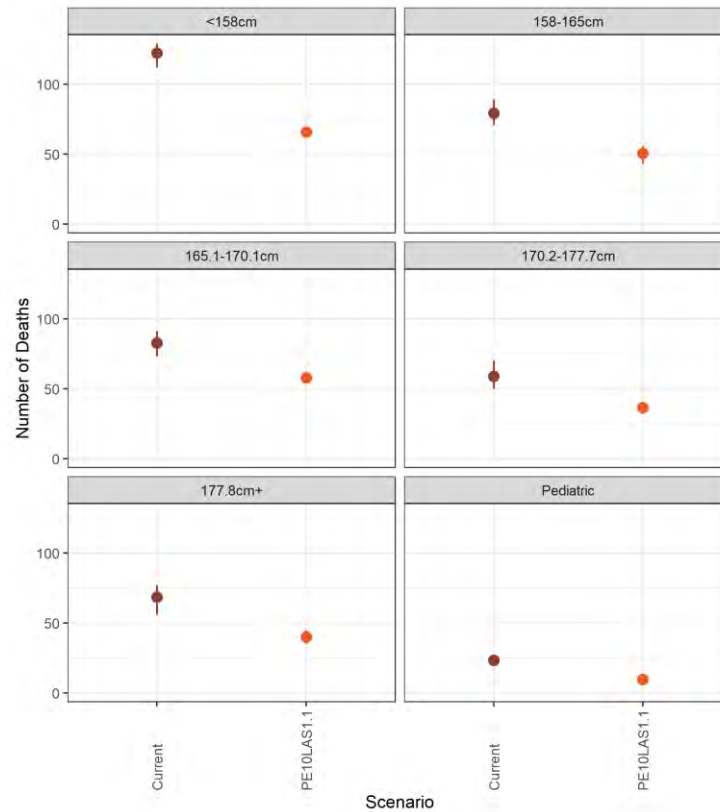 <158cm
158-165cm
100
50
0
165.1-170.1cm
170.2-177.7cm
Number of Deaths
100
50
0
177.8cm+
Pediatric
100
50
0
Current
PE10LAS1.1
Current
PE10LAS1.1
Scenario